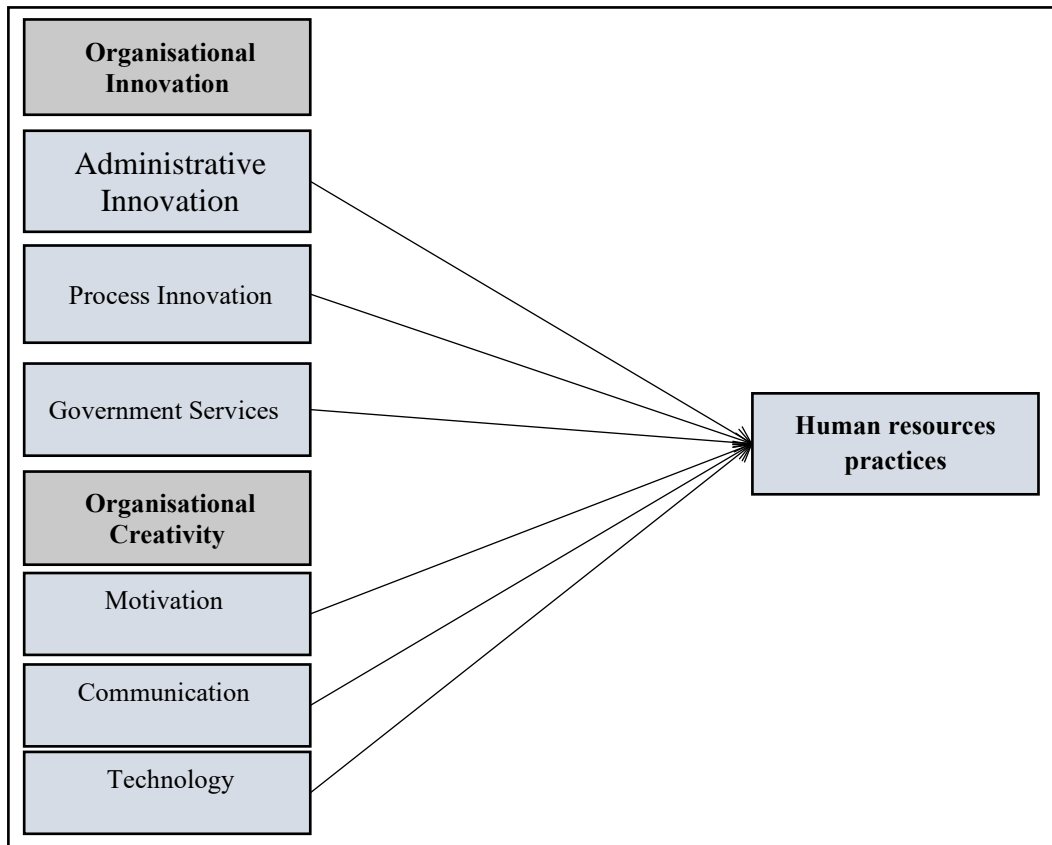 Organisational
Innovation
Administrative
Innovation
Process Innovation
Government Services
Organisational
Creativity
Motivation
Communication
Technology
Human resources
practices